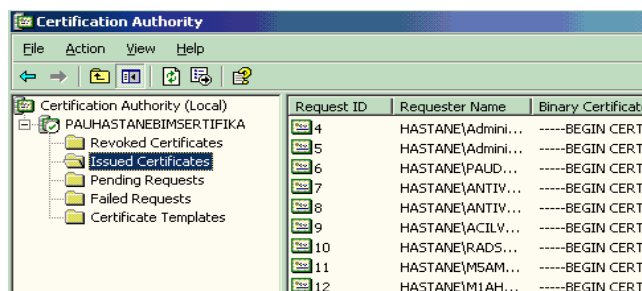 Certification Authority
File Action View Help
Certification Authority (Local)
PAUHASTANEBIMSERTIFIKA
Revoked Certificates
Issued Certificates
Pending Requests
Failed Requests
Certificate Templates
Request ID Requester Name Binary Certificat
4 HASTANE\Admini... -----BEGIN CERT
5 HASTANE\Admini... -----BEGIN CERT
6 HASTANE\PAUD... -----BEGIN CERT
7 HASTANE\ANTIV... -----BEGIN CERT
8 HASTANE\ANTIV... -----BEGIN CERT
9 HASTANE\ACILV... -----BEGIN CERT
10 HASTANE\RADS... -----BEGIN CERT
11 HASTANE\M5AM... -----BEGIN CERT
12 HASTANE\M1AH... -----BEGIN CERT